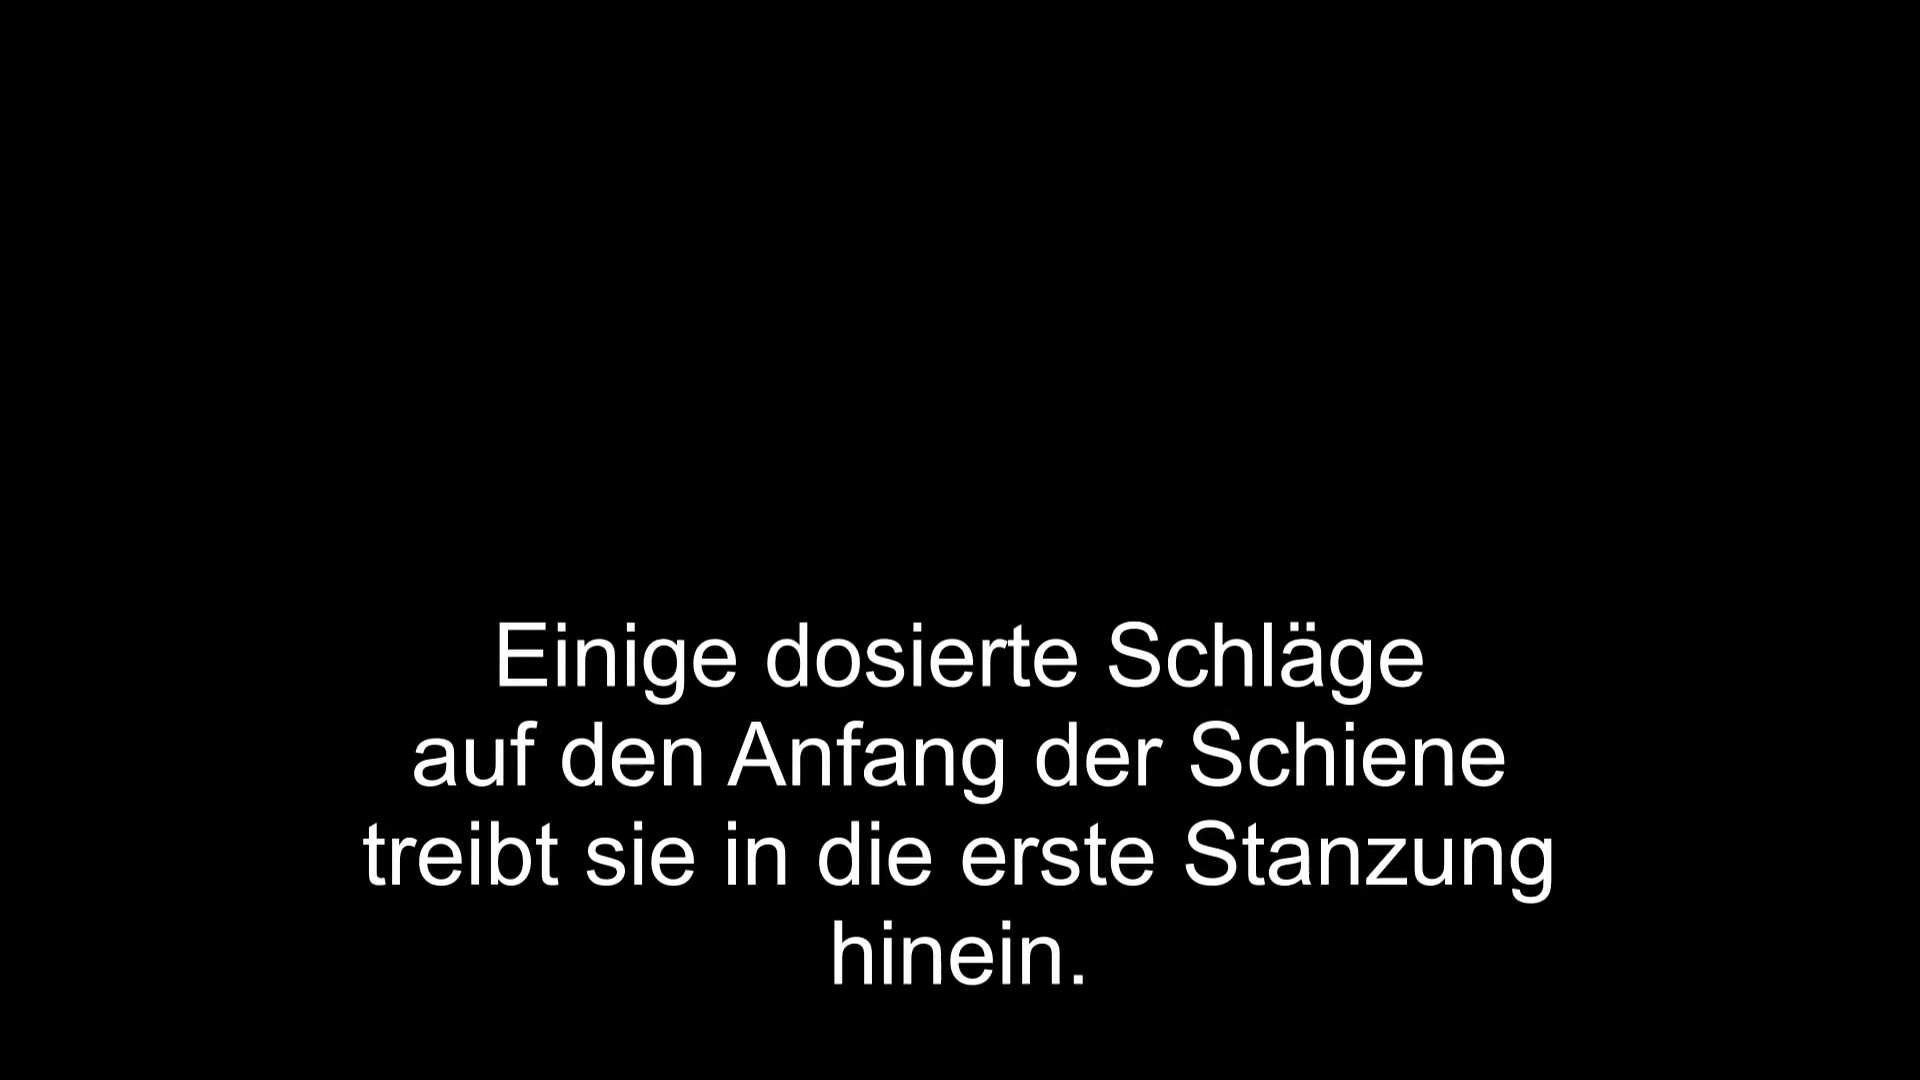 Einige dosierte Schläge
auf den Anfang der Schiene
treibt sie in die erste Stanzung
hinein.